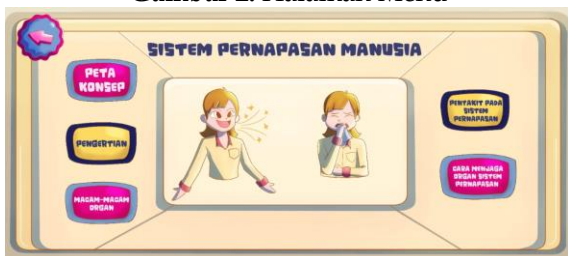 SISTEM PERNAPASAN MANUSIA
PETA
KONSEP
PENGERTIAN
MACAM-MACAM
ORGAN
PENYAKIT PADA
SISTEM
PERNAPASAN
CARA MENJAGA
ORGAN SISTEM
PERNAPASAN